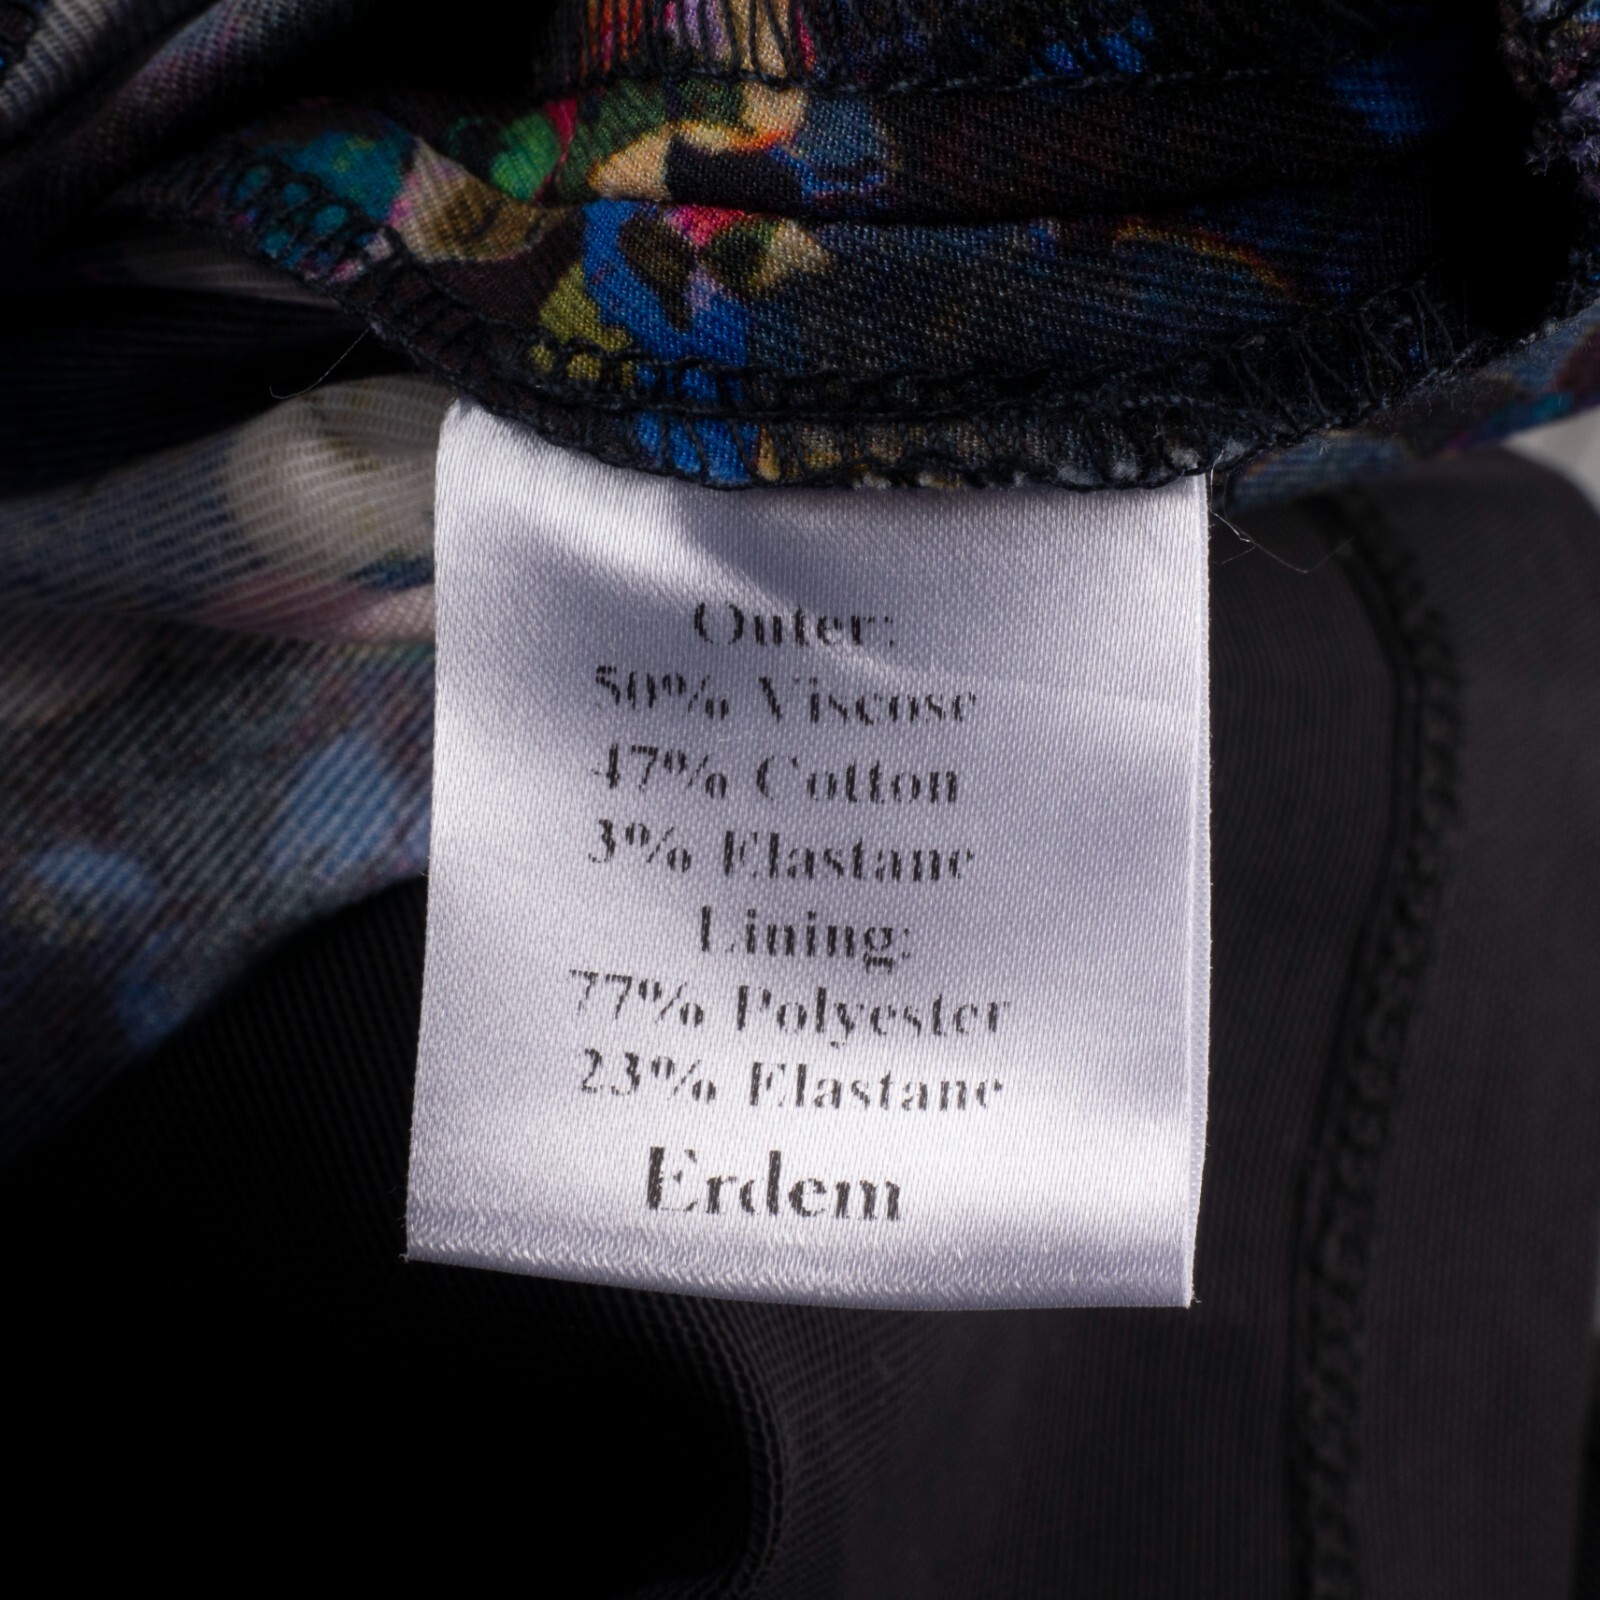 Outer:
50% Viscose
47% Cotton
3% Elastane
Lining:
77% Polyester
23% Elastane
Erdem